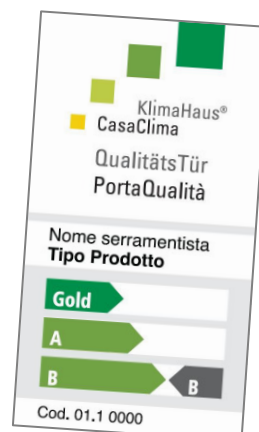 KlimaHaus®
CasaClima
QualitätsTür
PortaQualità
Nome serramentista
Tipo Prodotto
Gold
A
B B
Cod. 01.1 0000